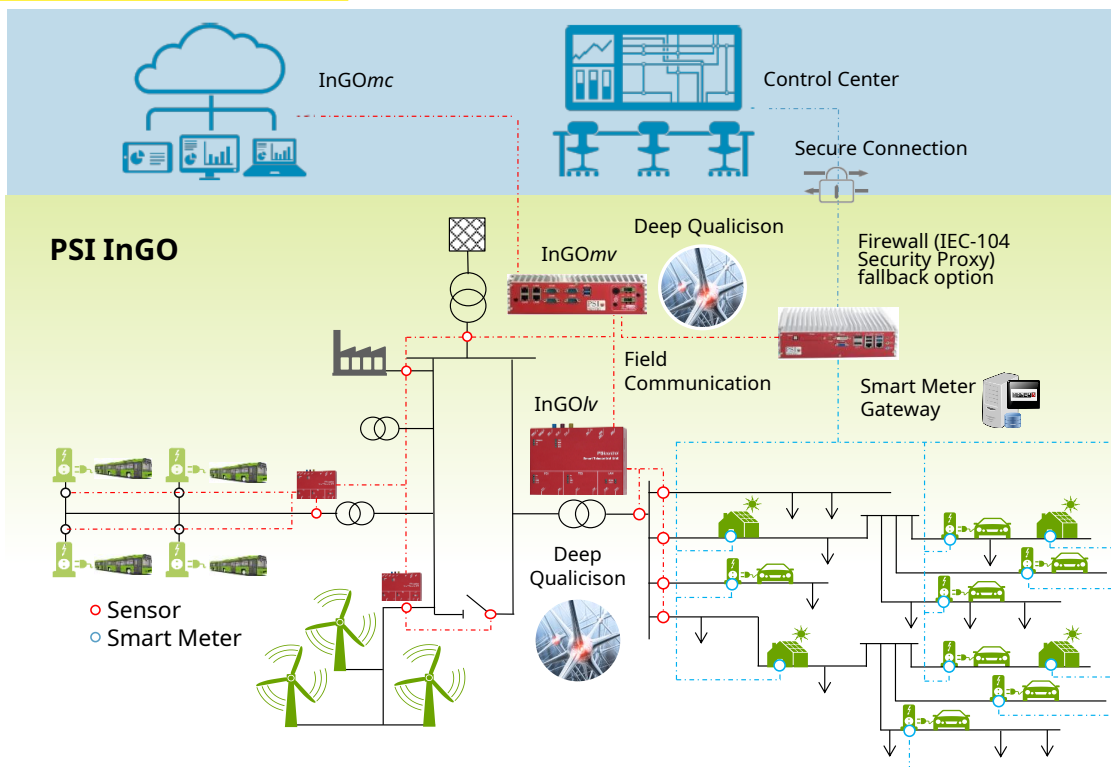 InGOmc
Control Center
Secure Connection
PSI InGO
Deep Qualicison
InGOmv
Firewall (IEC-104
Security Proxy)
fallback option
Field
Communication
Smart Meter
Gateway
InGOlv
Deep
Qualicison
Sensor
Smart Meter